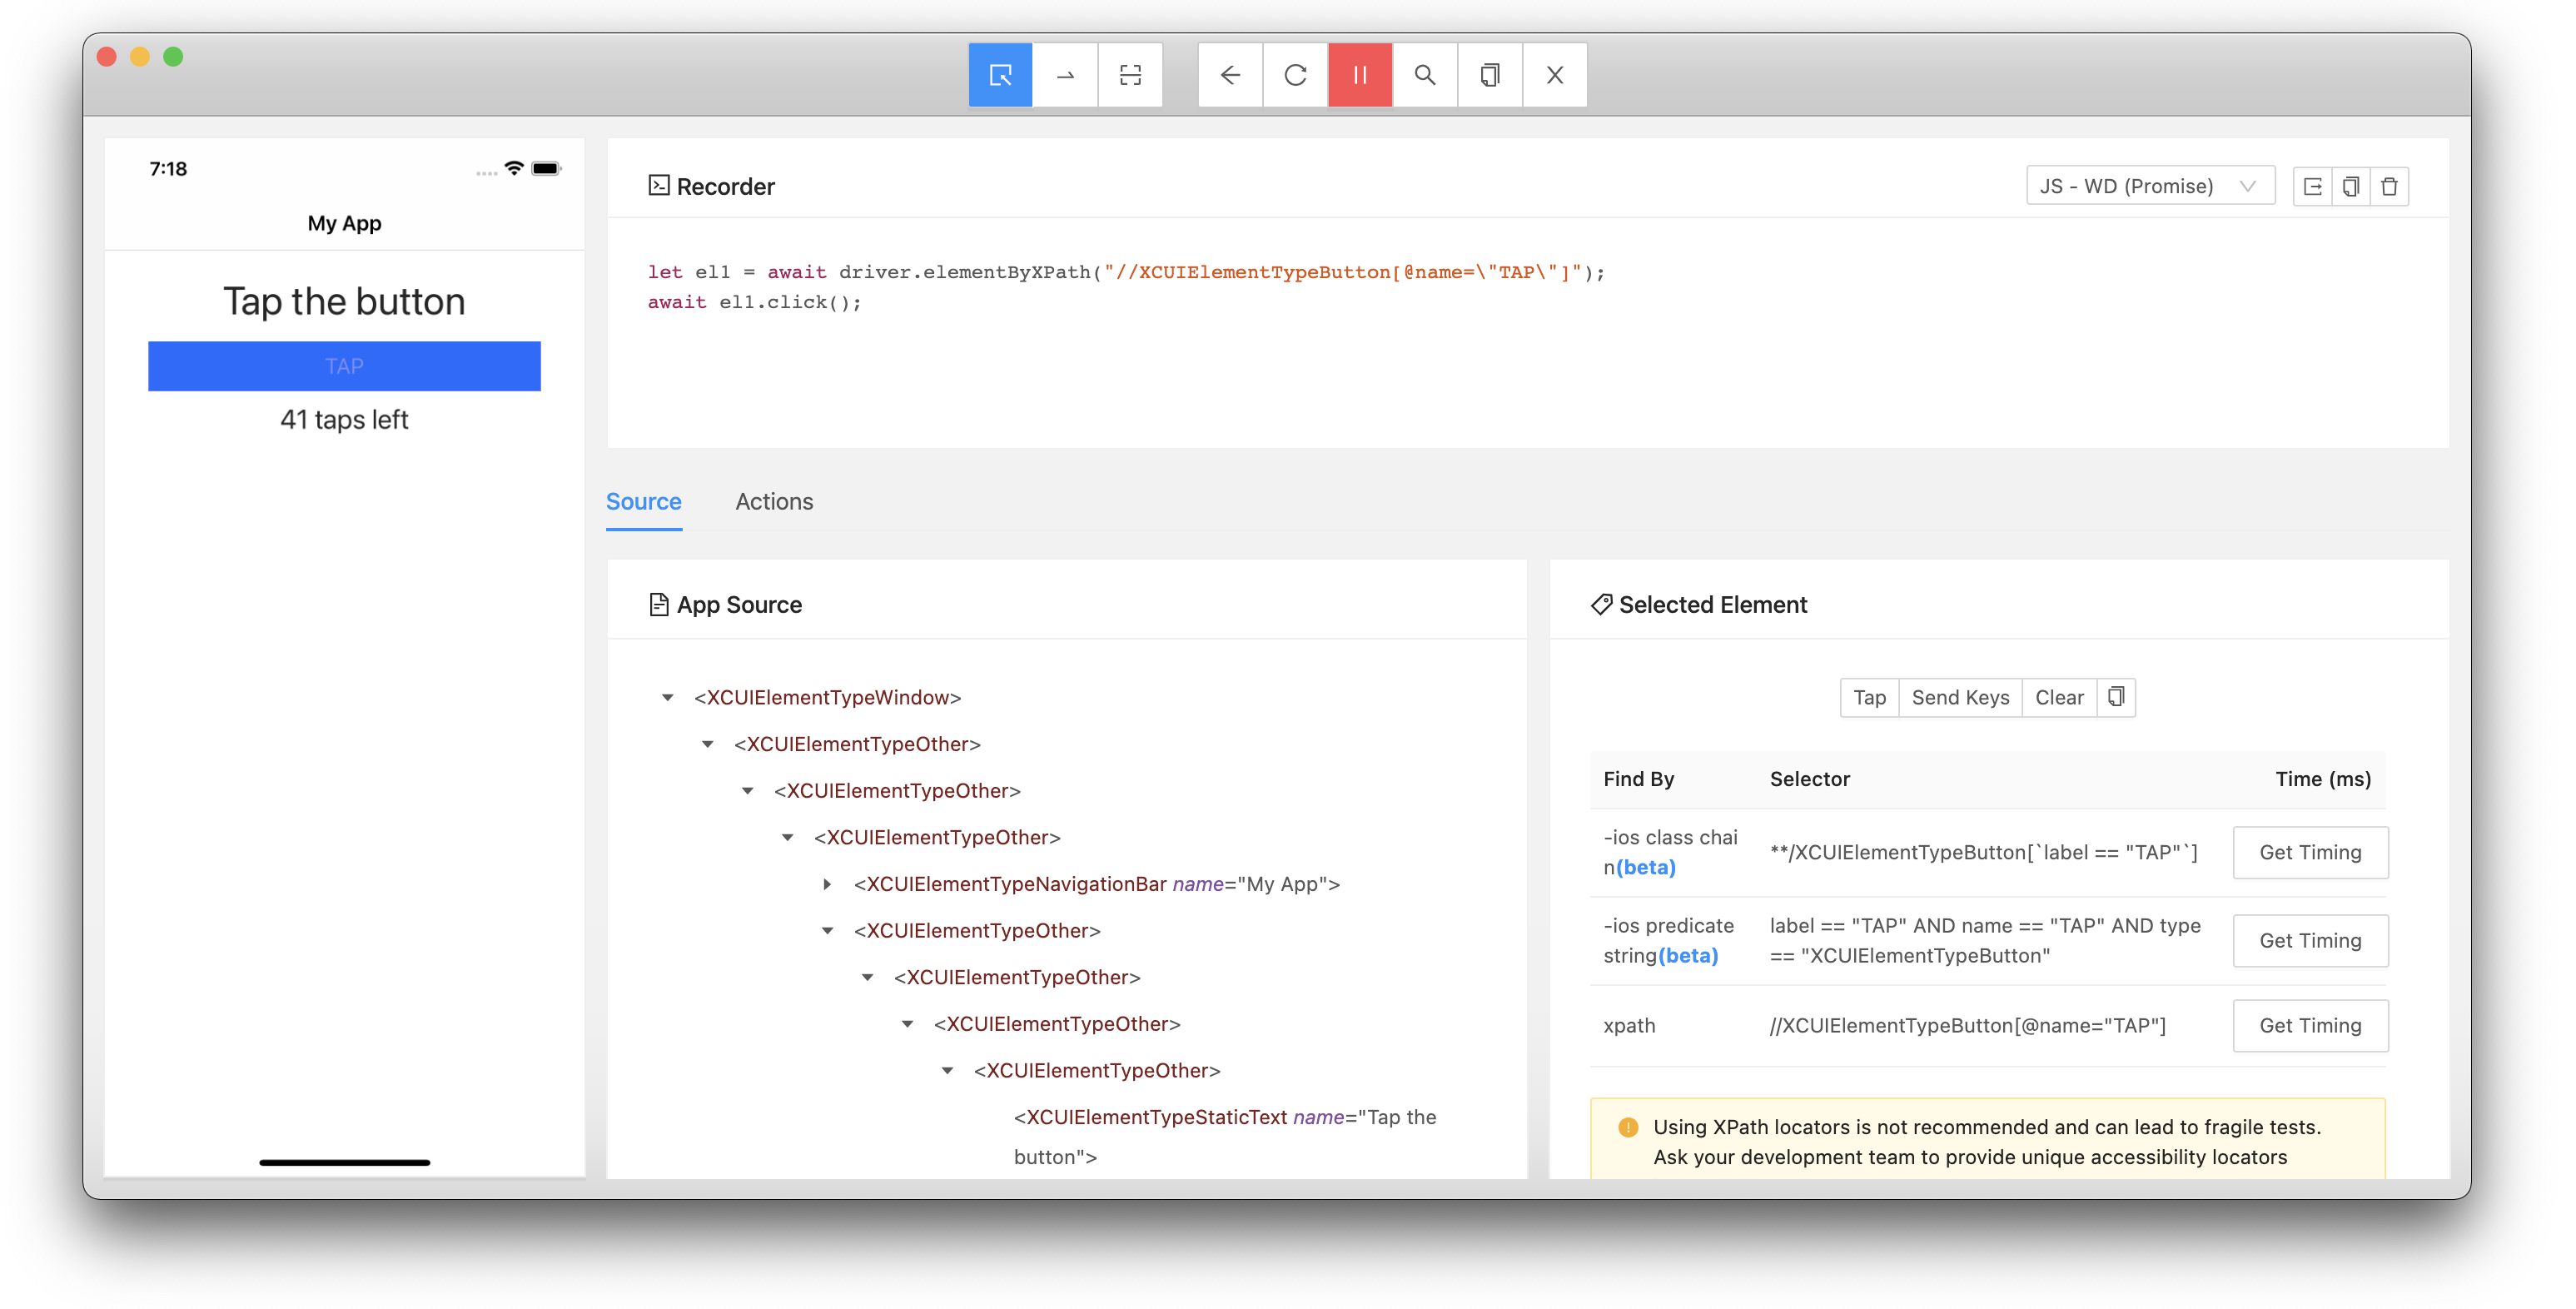 7:18
My App
Tap the button
TAP
41 taps left
Recorder
JS - WD (Promise)
let el1 = await driver.elementByXPath("//XCUIElementTypeButton[@name=\"TAP\"]");
await el1.click();
Source
Actions
App Source
<XCUIElementTypeWindow>
<XCUIElementTypeOther>
<XCUIElementTypeOther>
<XCUIElementTypeOther>
<XCUIElementTypeNavigationBar name="My App">
<XCUIElementTypeOther>
<XCUIElementTypeOther>
<XCUIElementTypeOther>
<XCUIElementTypeOther>
<XCUIElementTypeStaticText name="Tap the
button">
Selected Element
Tap
Send Keys
Clear
Find By
Selector
Time (ms)
-ios class chai
n(beta)
**/XCUIElementTypeButton[`label == "TAP"`]
Get Timing
-ios predicate
string(beta)
label == "TAP" AND name == "TAP" AND type
== "XCUIElementTypeButton"
Get Timing
xpath
//XCUIElementTypeButton[@name="TAP"]
Get Timing
Using XPath locators is not recommended and can lead to fragile tests.
Ask your development team to provide unique accessibility locators